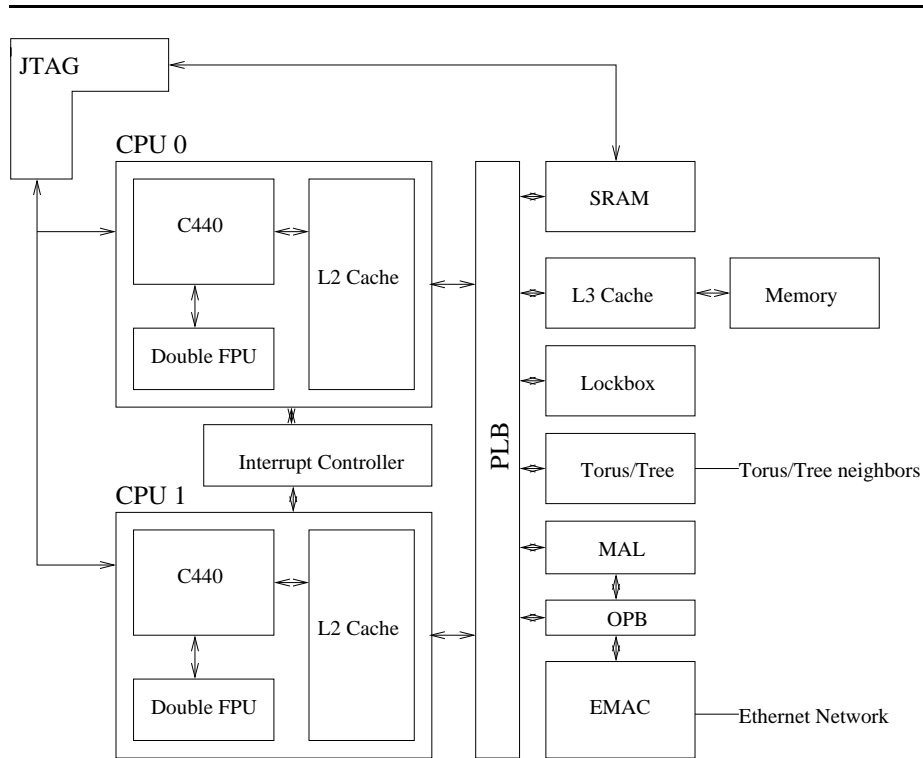 JTAG
CPU 0
C440
L2 Cache
Double FPU
Interrupt Controller
CPU 1
C440
L2 Cache
Double FPU
PLB
SRAM
L3 Cache
Memory
Lockbox
Torus/Tree
Torus/Tree neighbors
MAL
OPB
EMAC
Ethernet Network